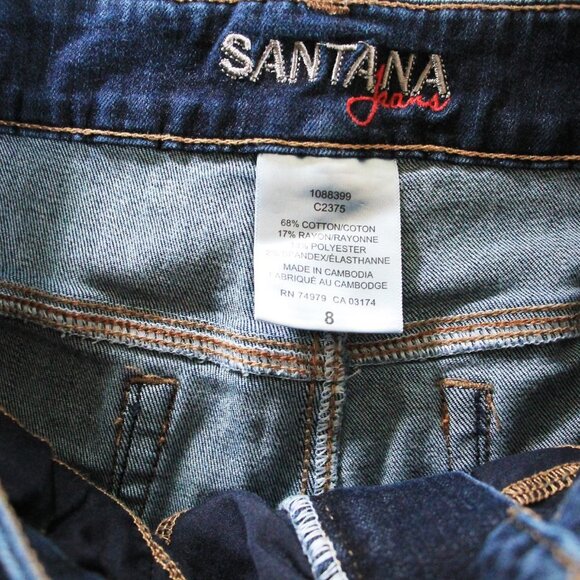 SANTANA
Jeans
1088399
C2375
68% COTTON/COTON
17% RAYON/RAYONNE
POLYESTER
MADE IN CAMBODIA
FABRIQUÉ AU CAMBODGE
RN 74979 CA 03174
8